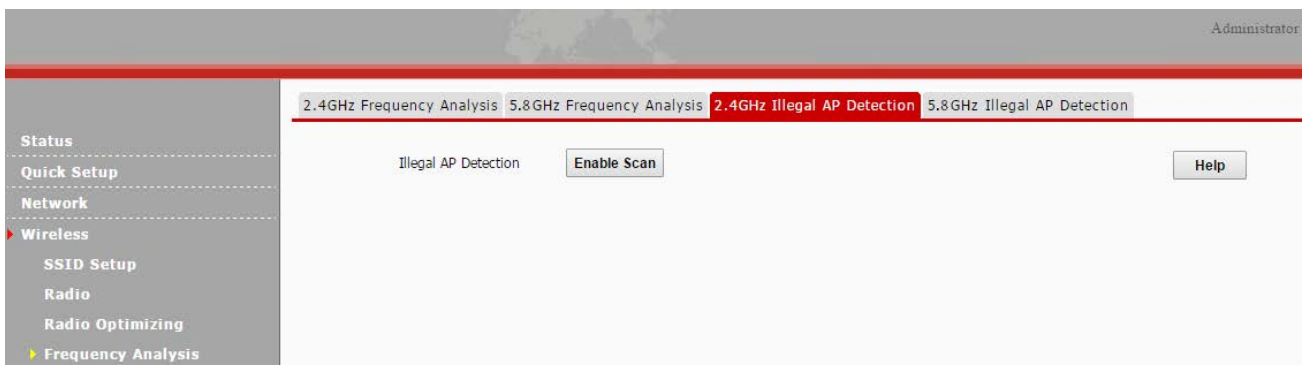 Administrator
2.4GHz Frequency Analysis 5.8GHz Frequency Analysis 2.4GHz Illegal AP Detection 5.8GHz Illegal AP Detection
Status
Quick Setup
Network
Wireless
SSID Setup
Radio
Radio Optimizing
Frequency Analysis
Illegal AP Detection Enable Scan Help